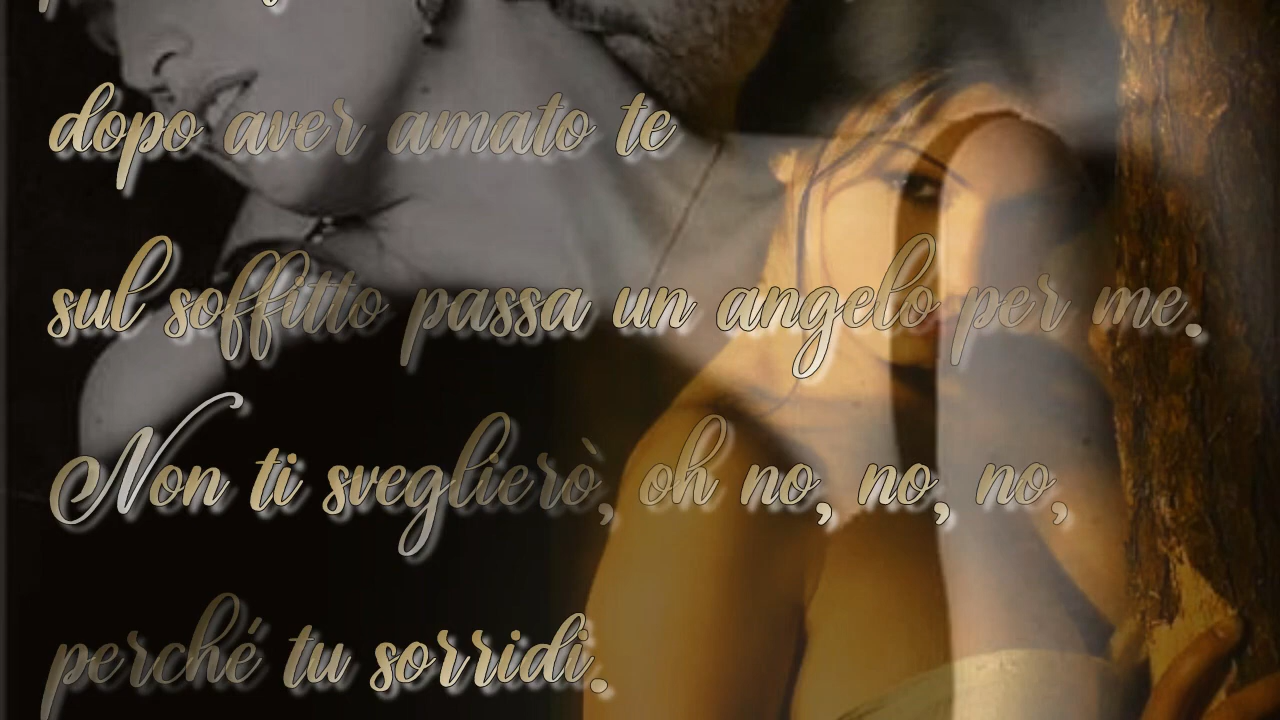 dopo aver amato te
sul soffitto passa un angelo per me.
Non ti sveglierò, oh no, no, no,
perché tu sorridi.